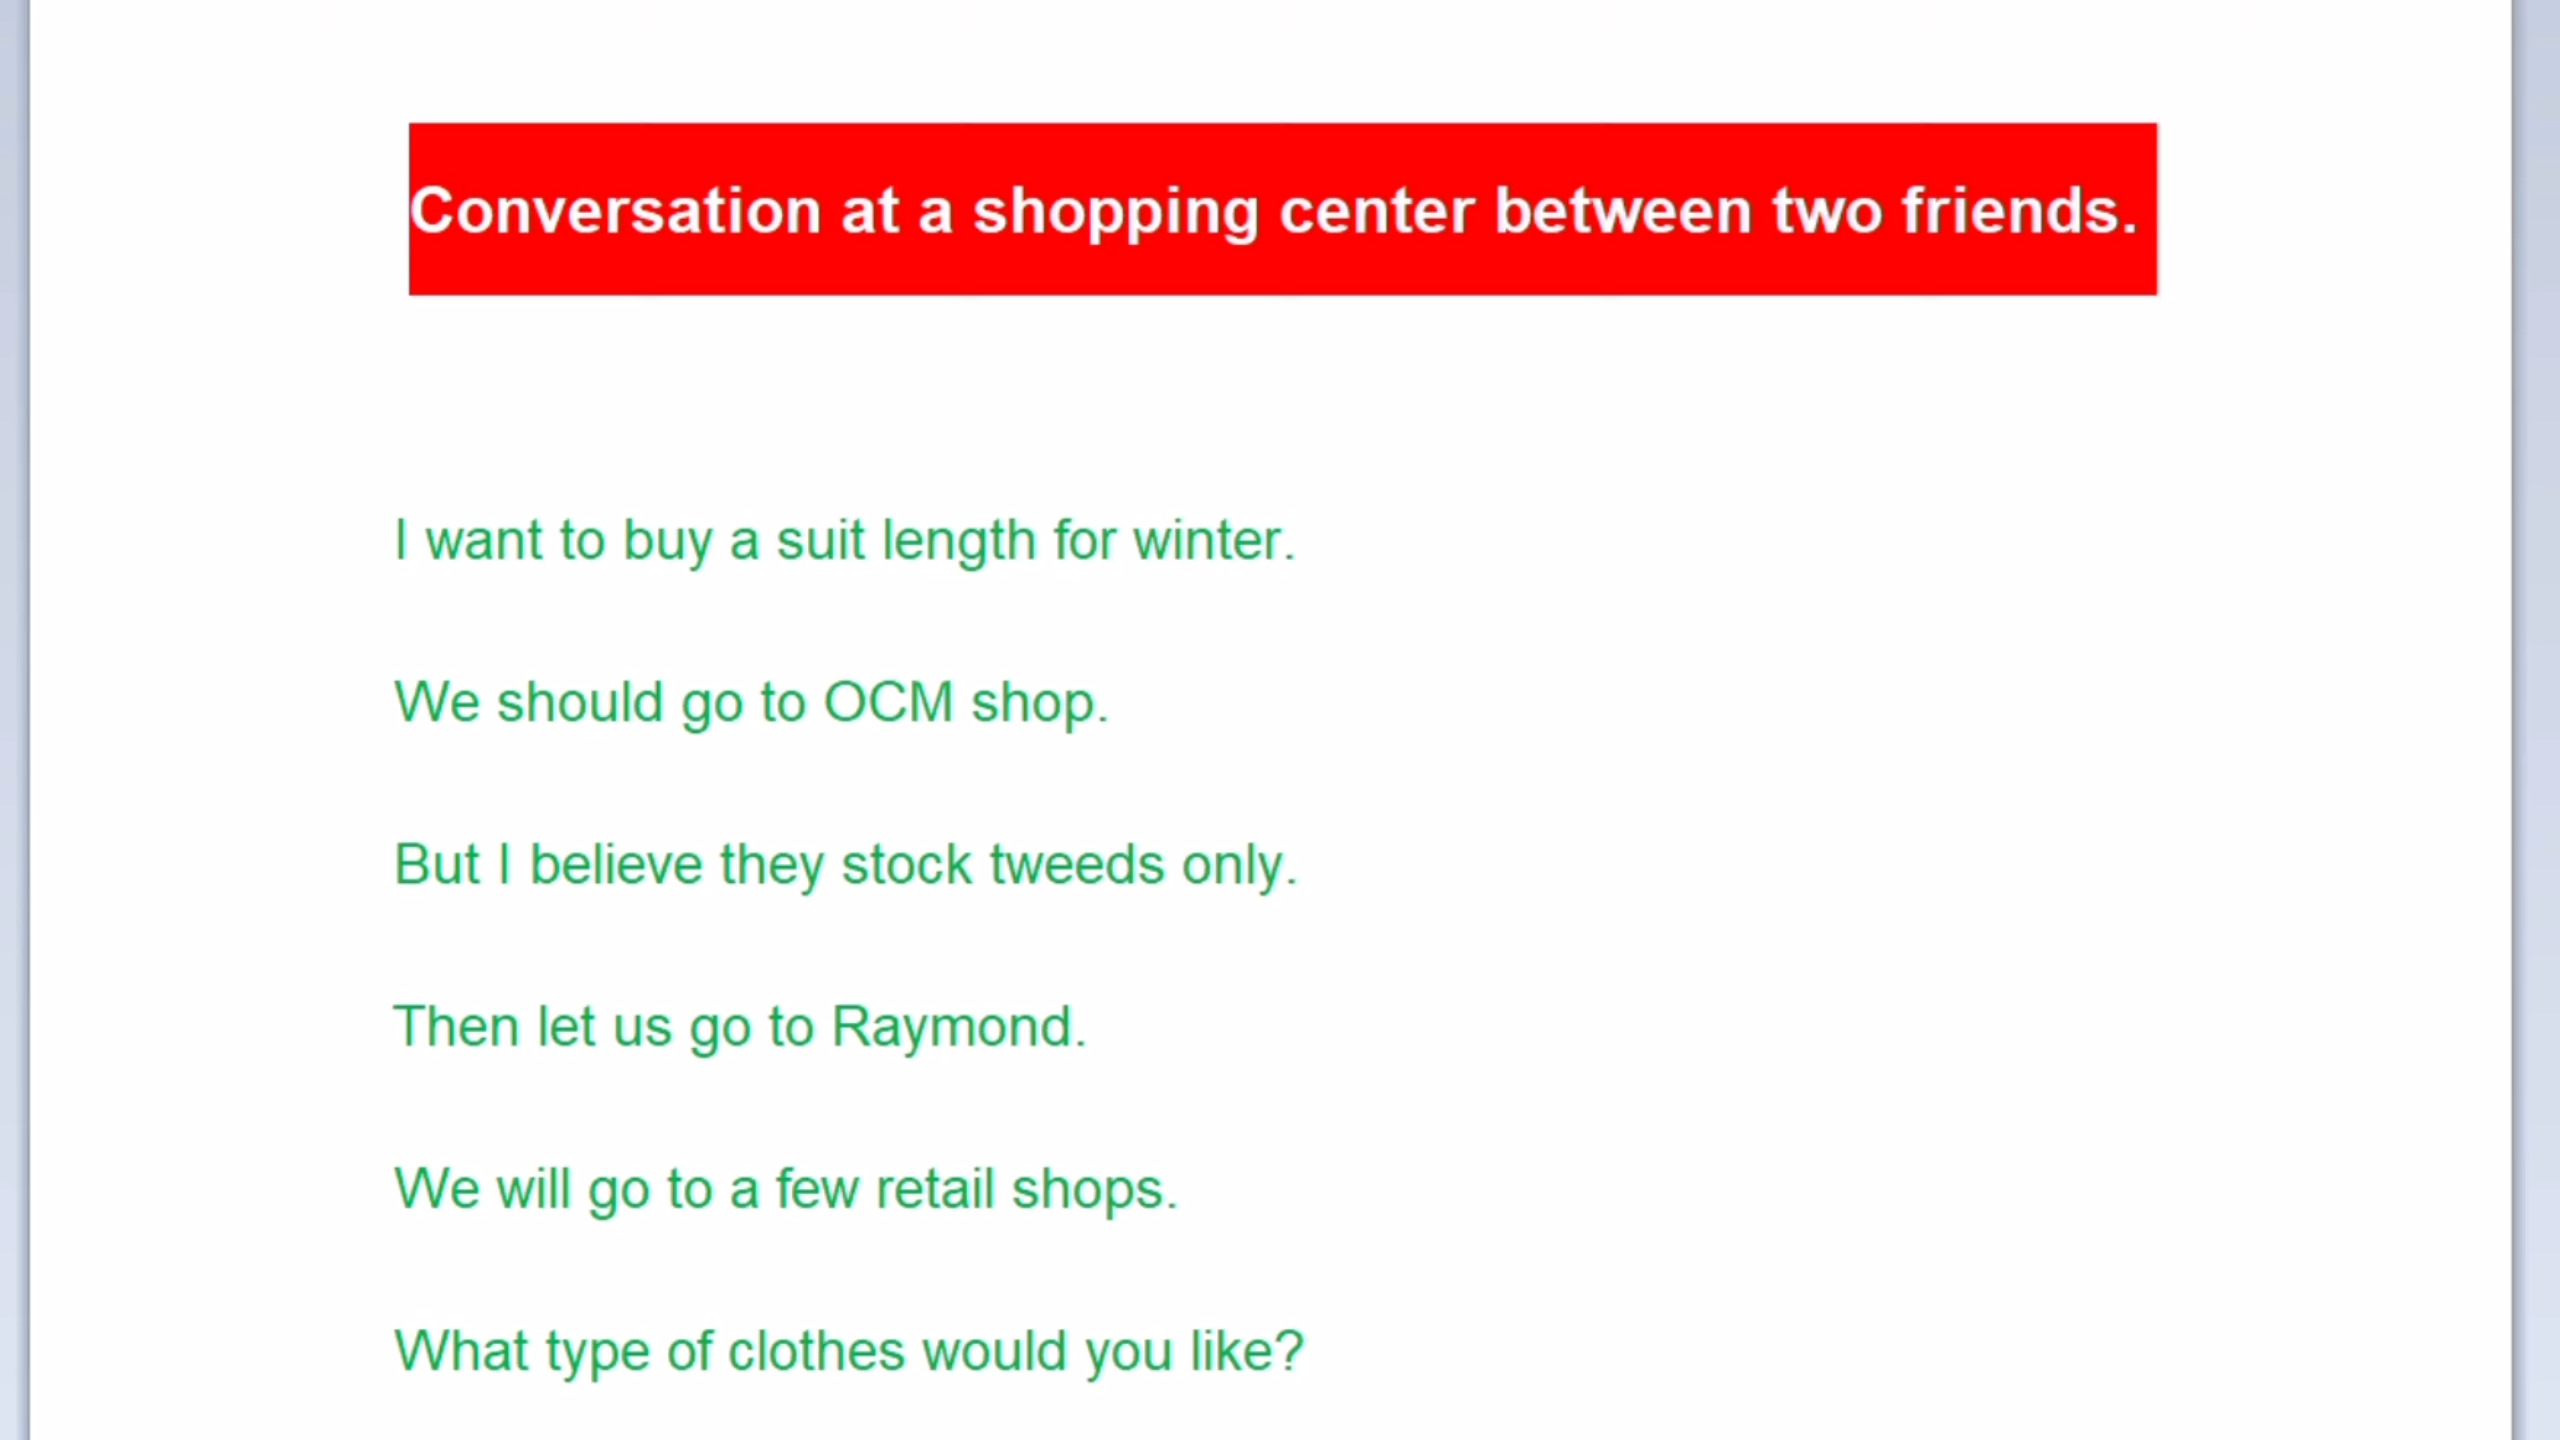 Conversation at a shopping center between two friends.
I want to buy a suit length for winter.
We should go to OCM shop.
But I believe they stock tweeds only.
Then let us go to Raymond.
We will go to a few retail shops.
What type of clothes would you like?